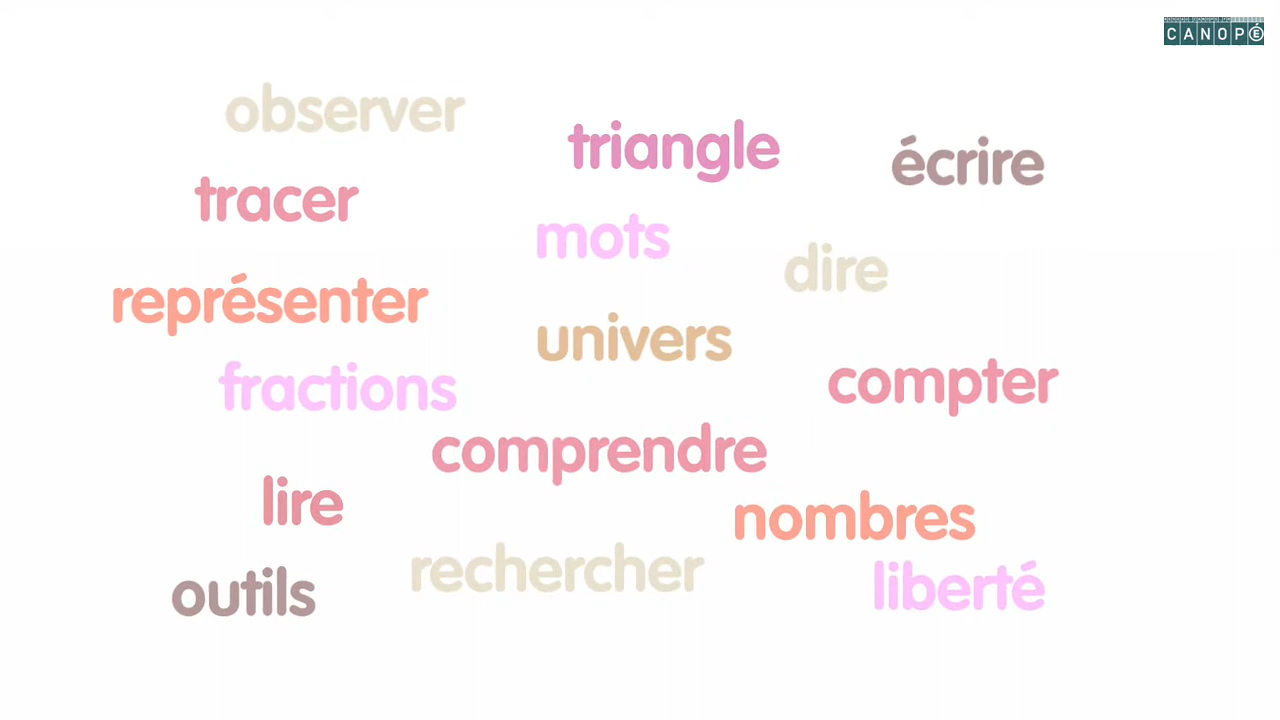 CANOPÉ
observer
triangle
écrire
tracer
mots
dire
représenter
univers
fractions
compter
comprendre
lire
nombres
rechercher
liberté
outils